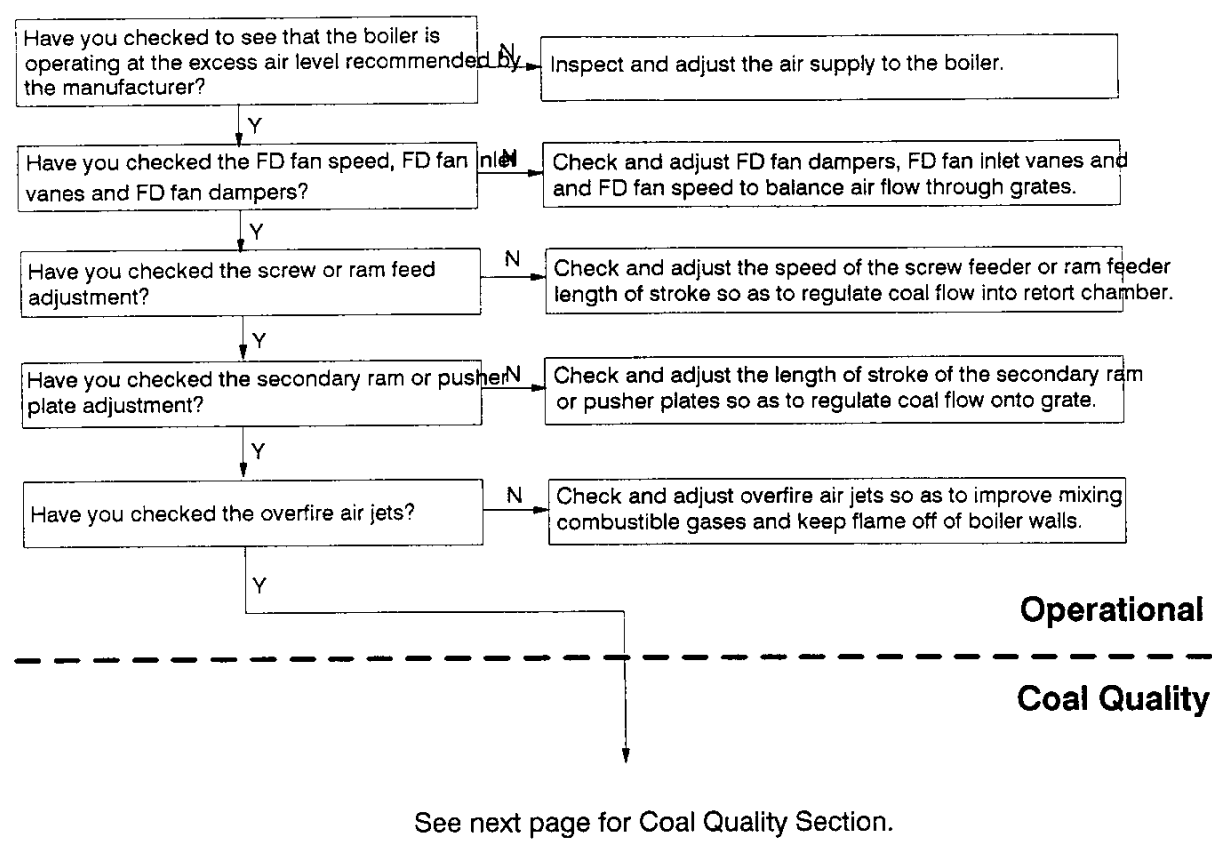 Have you checked to see that the boiler is
operating at the excess air level recommended by
the manufacturer?
N
Inspect and adjust the air supply to the boiler.
Y
Have you checked the FD fan speed, FD fan inlet
vanes and FD fan dampers?
N
Check and adjust FD fan dampers, FD fan inlet vanes and
and FD fan speed to balance air flow through grates.
Y
Have you checked the screw or ram feed
adjustment?
N
Check and adjust the speed of the screw feeder or ram feeder
length of stroke so as to regulate coal flow into retort chamber.
Y
Have you checked the secondary ram or pusher
plate adjustment?
N
Check and adjust the length of stroke of the secondary ram
or pusher plates so as to regulate coal flow onto grate.
Y
Have you checked the overfire air jets?
N
Check and adjust overfire air jets so as to improve mixing
combustible gases and keep flame off of boiler walls.
Y
Operational
Coal Quality
See next page for Coal Quality Section.